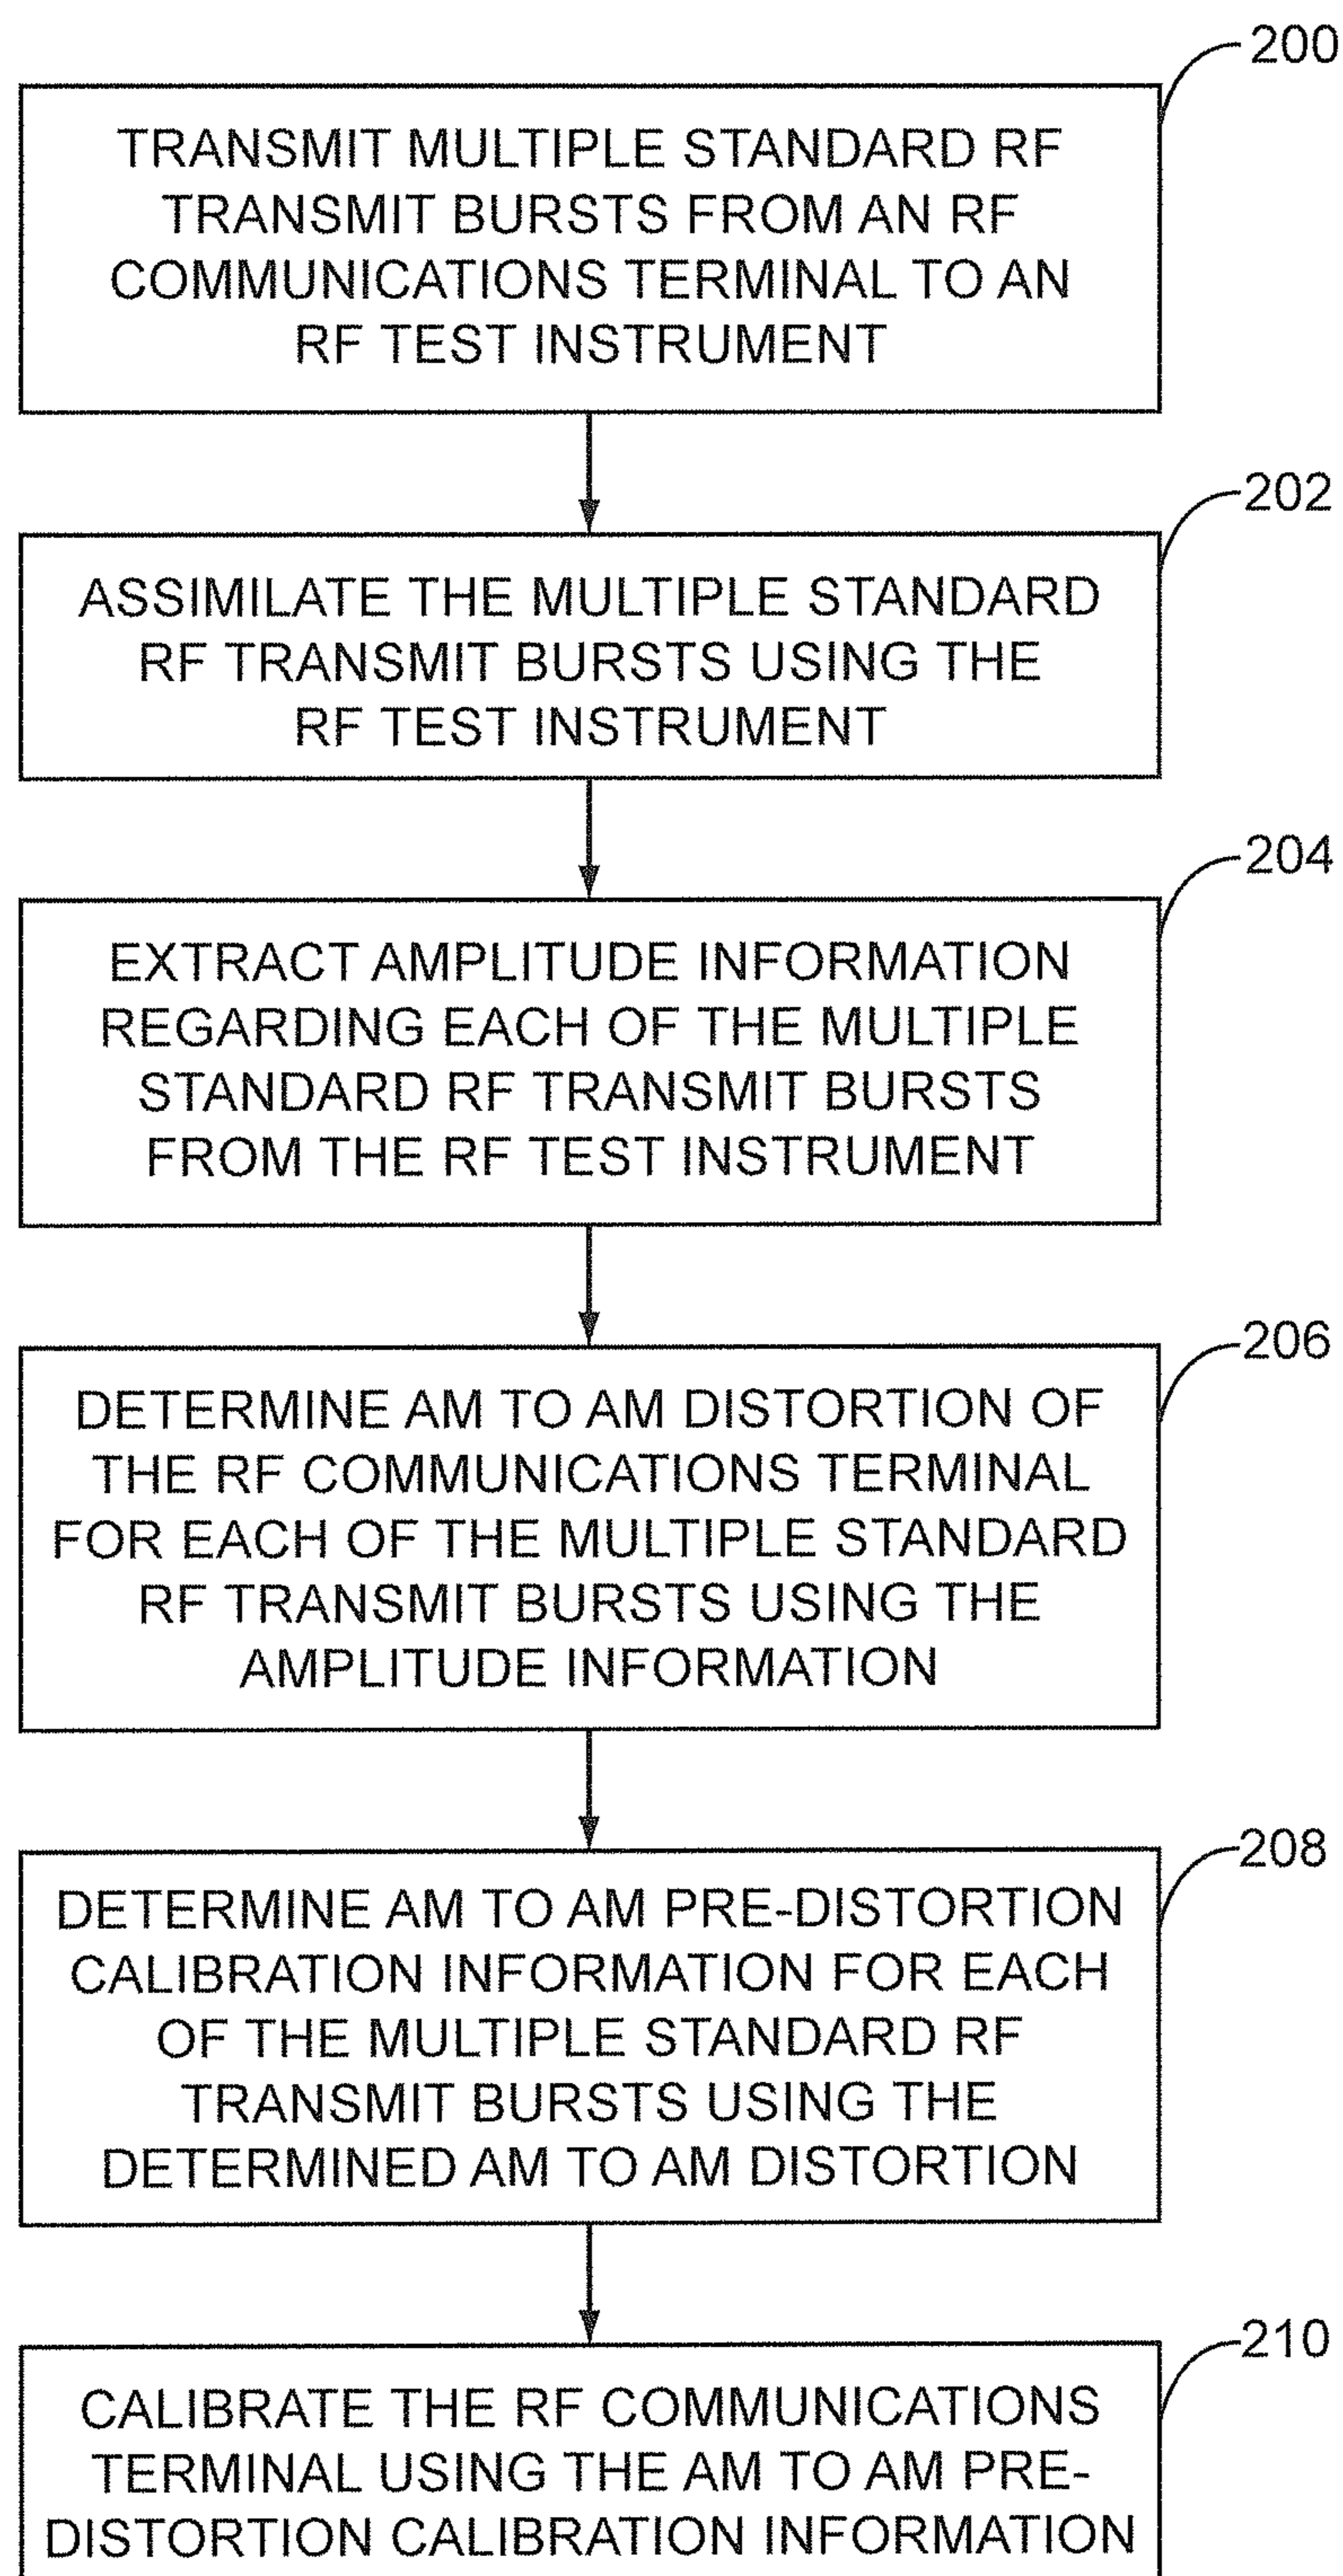 200
TRANSMIT MULTIPLE STANDARD RF
TRANSMIT BURSTS FROM AN RF
COMMUNICATIONS TERMINAL TO AN
RF TEST INSTRUMENT
202
ASSIMILATE THE MULTIPLE STANDARD
RF TRANSMIT BURSTS USING THE
RF TEST INSTRUMENT
204
EXTRACT AMPLITUDE INFORMATION
REGARDING EACH OF THE MULTIPLE
STANDARD RF TRANSMIT BURSTS
FROM THE RF TEST INSTRUMENT
206
DETERMINE AM TO AM DISTORTION OF
THE RF COMMUNICATIONS TERMINAL
FOR EACH OF THE MULTIPLE STANDARD
RF TRANSMIT BURSTS USING THE
AMPLITUDE INFORMATION
208
DETERMINE AM TO AM PRE-DISTORTION
CALIBRATION INFORMATION FOR EACH
OF THE MULTIPLE STANDARD RF
TRANSMIT BURSTS USING THE
DETERMINED AM TO AM DISTORTION
210
CALIBRATE THE RF COMMUNICATIONS
TERMINAL USING THE AM TO AM PRE-
DISTORTION CALIBRATION INFORMATION